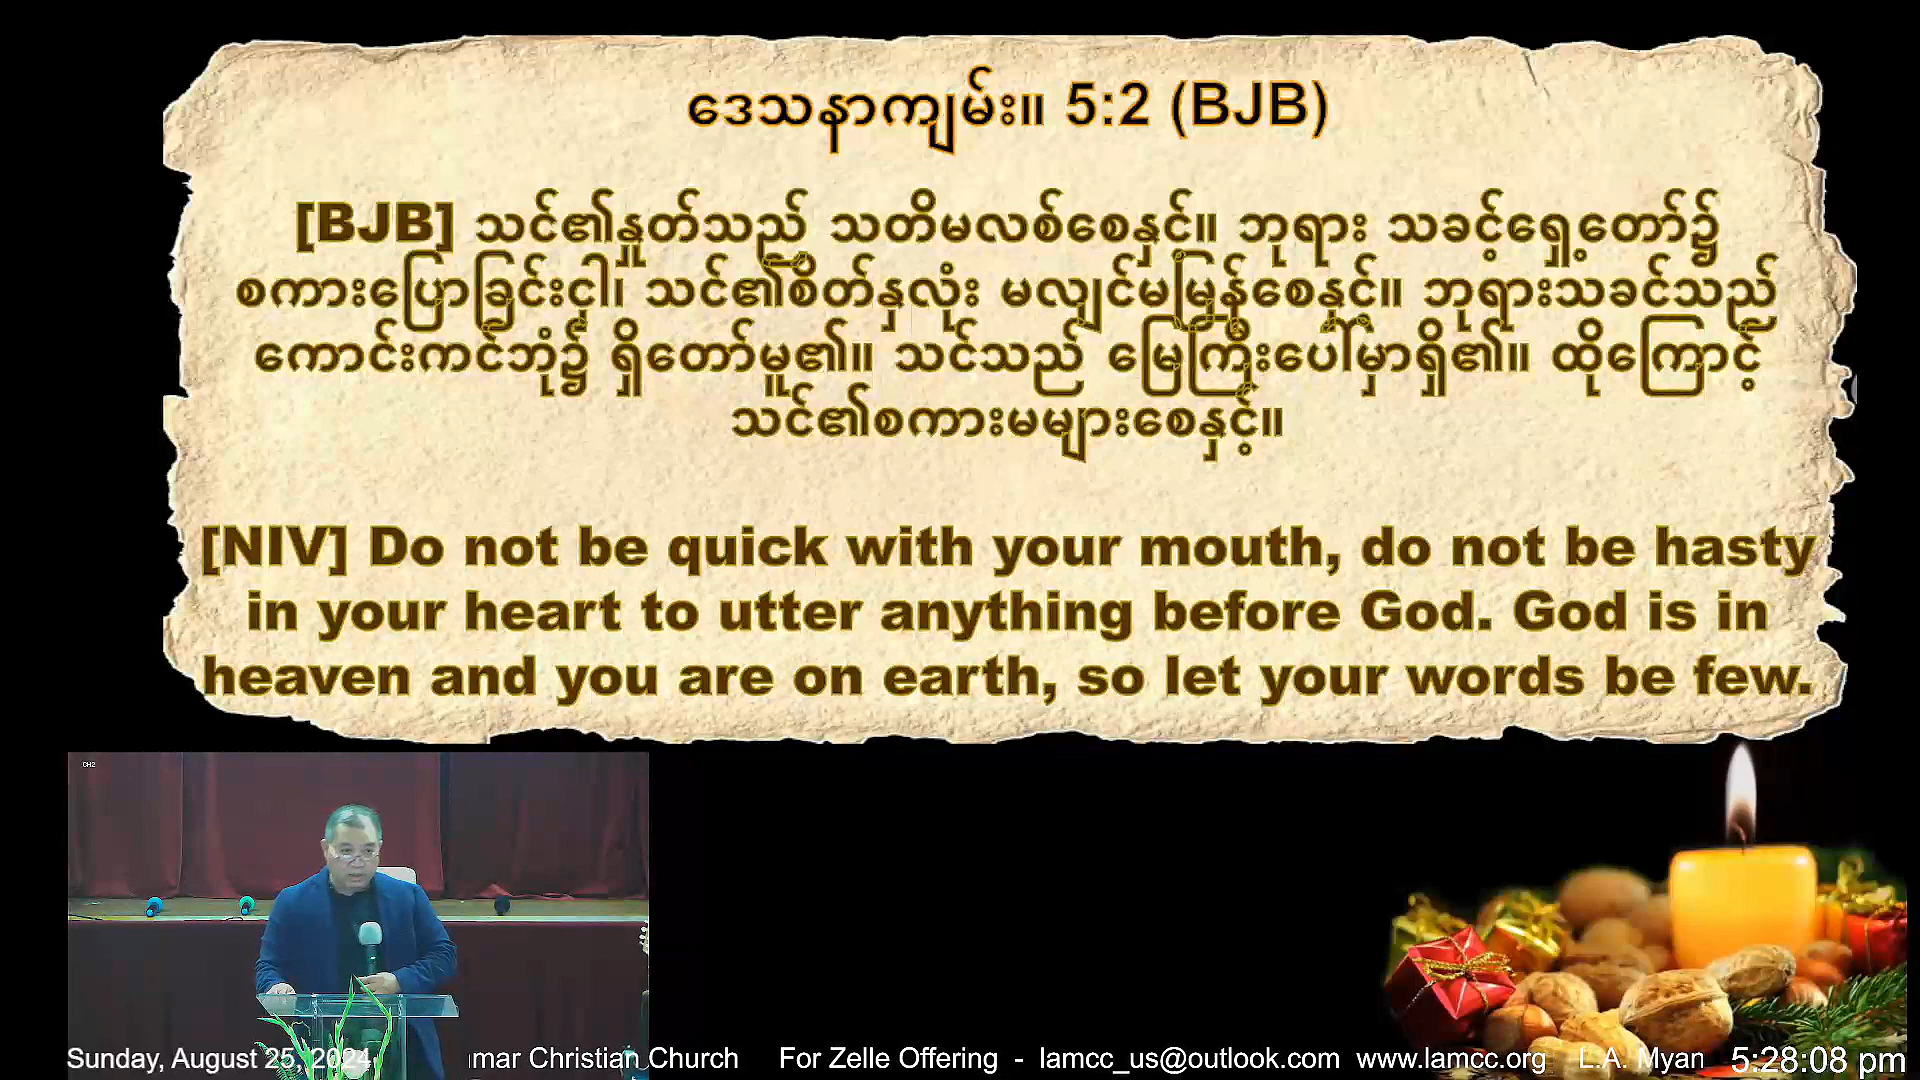 ဒေသနာကျမ်း။ 5:2 (BJB)
[BJB] သင်၏နှုတ်သည် သတိမလစ်စေနှင့်။ ဘုရား သခင့်ရှေ့တော်၌
စကားပြောခြင်းငှါ၊ သင်၏စိတ်နှလုံး မလျှင်မမြန်စေနှင့်။ ဘုရားသခင်သည်
ကောင်းကင်ဘုံ၌ ရှိတော်မူ၏။ သင်သည် မြေကြီးပေါ်မှာရှိ၏။ ထိုကြောင့်
သင်၏စကားမများစေနှင့်။
[NIV] Do not be quick with your mouth, do not be hasty
in your heart to utter anything before God. God is in
heaven and you are on earth, so let your words be few.
CH2
Sunday, August 25, 2024 mar Christian Church For Zelle Offering - lamcc_us@outlook.com www.lamcc.org L.A. Myan 5:28:08 pm